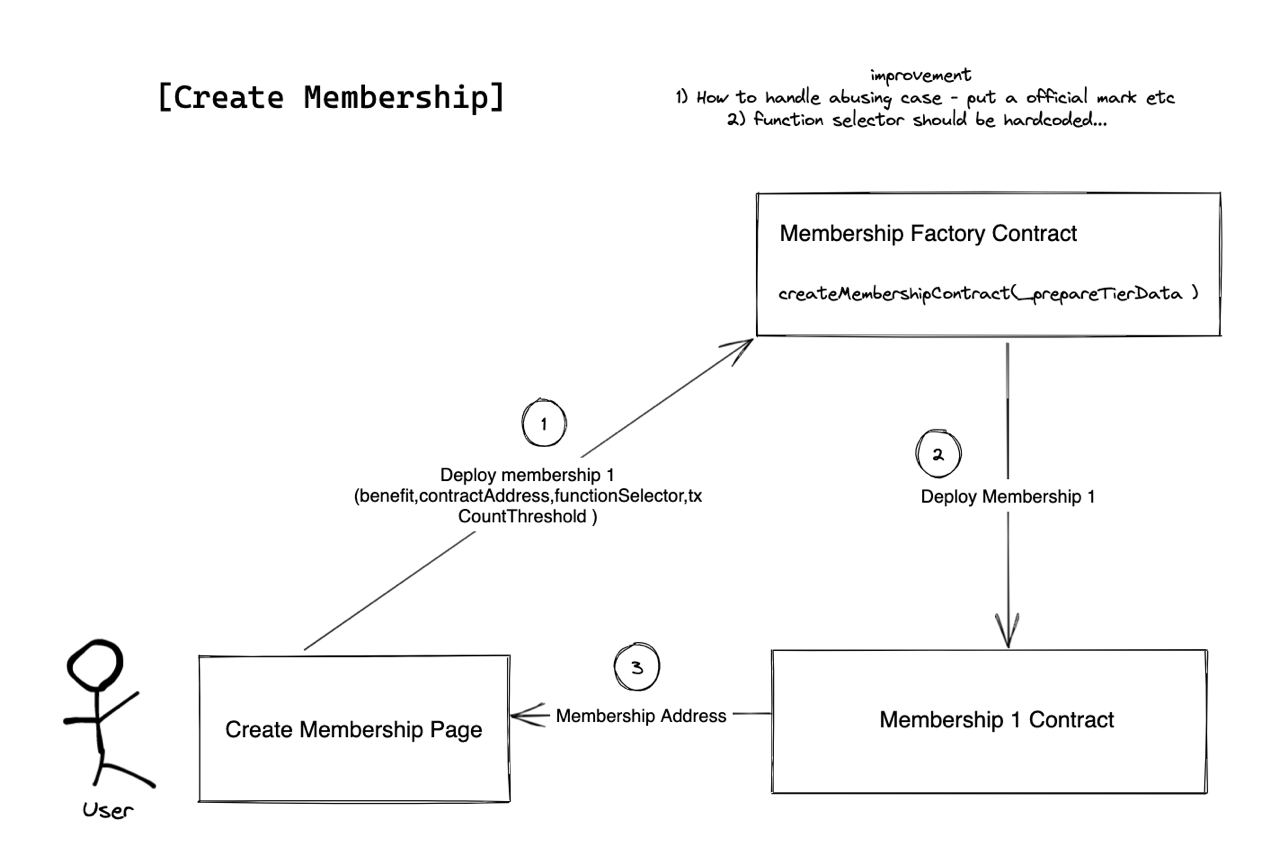 [Create Membership]
improvement
1) How to handle abusing case - put a official mark etc
2) function selector should be hardcoded...
Membership Factory Contract
createMembershipContract(_prepareTierData )
1
Deploy membership 1
(benefit,contractAddress,functionSelector,tx
CountThreshold )
2
Deploy Membership 1
3
Membership Address
Create Membership Page
Membership 1 Contract
User